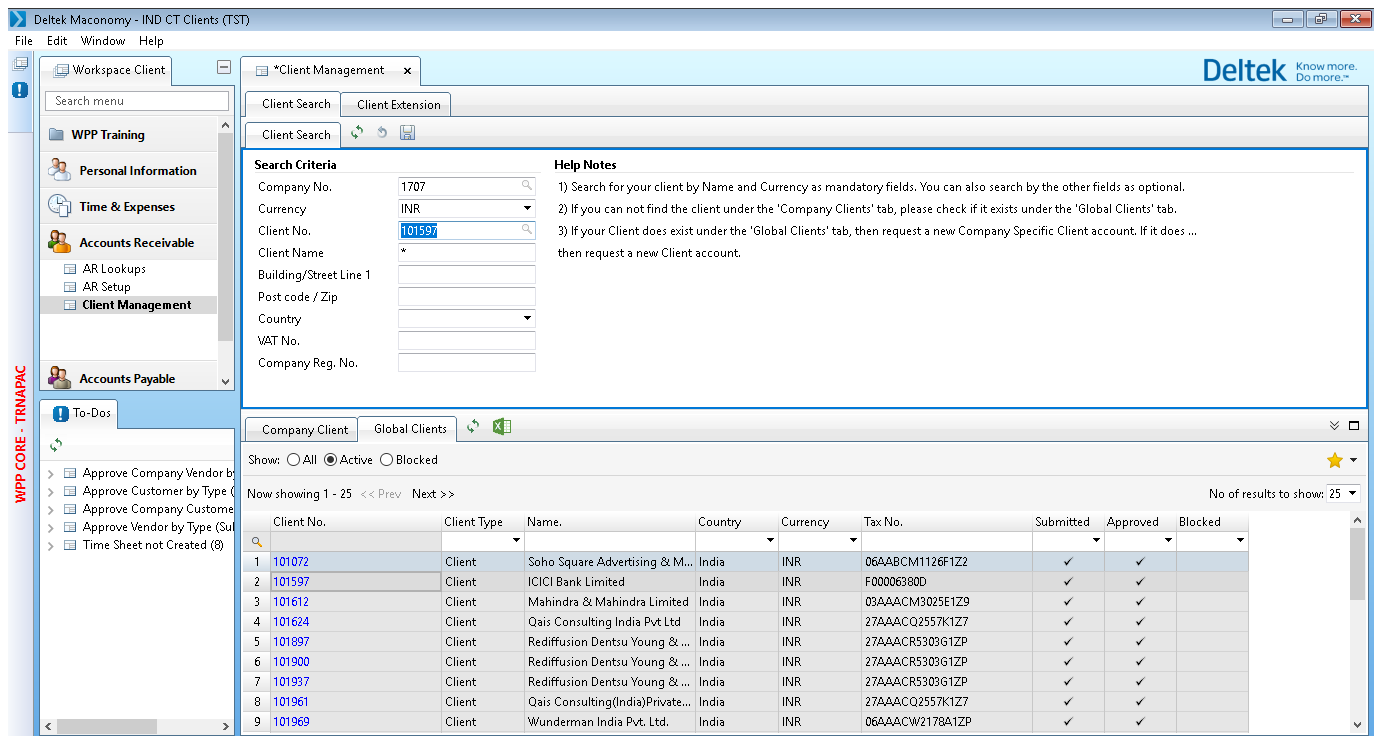 Deltek Maconomy - IND CT Clients (TST)
File Edit Window Help
Workspace Client
*Client Management
Deltek Know more. Do more.™
Search menu
WPP Training
Personal Information
Time & Expenses
Accounts Receivable
AR Lookups
AR Setup
Client Management
Accounts Payable
WPP CORE - TRNAPAC
To-Dos
Approve Company Vendor by
Approve Customer by Type (
Approve Company Custome
Approve Vendor by Type (Sul
Time Sheet not Created (8)
Client Search Client Extension
Client Search
Search Criteria
Company No. 1707
Currency INR
Client No. 101597
Client Name *
Building/Street Line 1
Post code / Zip
Country
VAT No.
Company Reg. No.
Help Notes
1) Search for your client by Name and Currency as mandatory fields. You can also search by the other fields as optional.
2) If you can not find the client under the 'Company Clients' tab, please check if it exists under the 'Global Clients' tab.
3) If your Client does exist under the 'Global Clients' tab, then request a new Company Specific Client account. If it does ...
then request a new Client account.
Company Client Global Clients
Show: All Active Blocked
Now showing 1 - 25 << Prev Next >> No of results to show: 25
Client No. Client Type Name. Country Currency Tax No. Submitted Approved Blocked
1 101072 Client Soho Square Advertising & M... India INR 06AABCM1126F1Z2 ✓ ✓
2 101597 Client ICICI Bank Limited India INR F00006380D ✓ ✓
3 101612 Client Mahindra & Mahindra Limited India INR 03AAACM3025E1Z9 ✓ ✓
4 101624 Client Qais Consulting India Pvt Ltd India INR 27AAACQ2557K1Z7 ✓ ✓
5 101897 Client Rediffusion Dentsu Young & ... India INR 27AAACR5303G1ZP ✓ ✓
6 101900 Client Rediffusion Dentsu Young & ... India INR 27AAACR5303G1ZP ✓ ✓
7 101937 Client Rediffusion Dentsu Young & ... India INR 27AAACR5303G1ZP ✓ ✓
8 101961 Client Qais Consulting(India)Private... India INR 27AAACQ2557K1Z7 ✓ ✓
9 101969 Client Wunderman India Pvt. Ltd. India INR 06AAACW2178A1ZP ✓ ✓